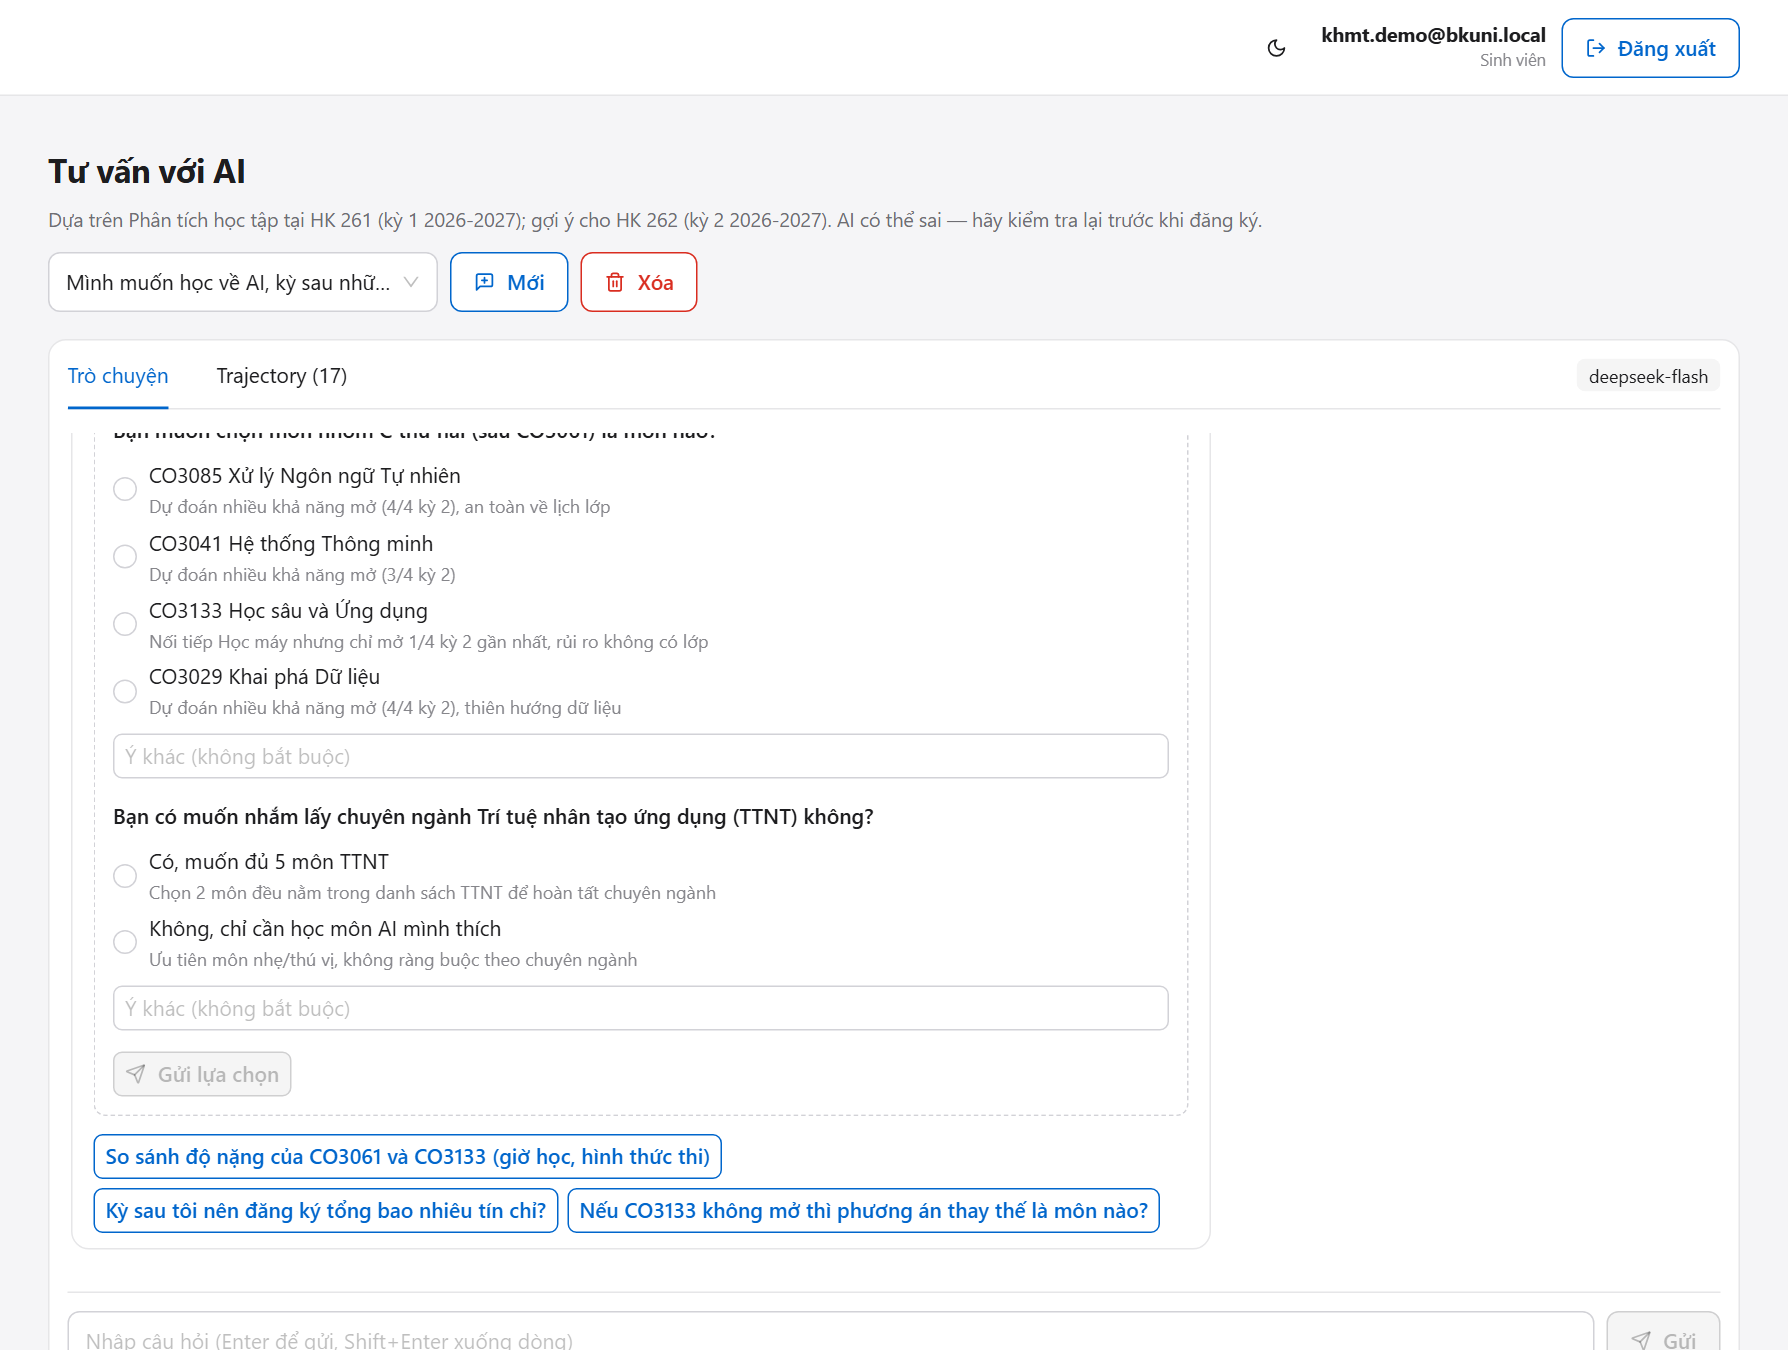 khmt.demo@bkuni.local
Sinh viên
Đăng xuất
Tư vấn với AI
Dựa trên Phân tích học tập tại HK 261 (kỳ 1 2026-2027); gợi ý cho HK 262 (kỳ 2 2026-2027). AI có thể sai — hãy kiểm tra lại trước khi đăng ký.
Mình muốn học về AI, kỳ sau nhữ...
Mới
Xóa
Trò chuyện
Trajectory (17)
deepseek-flash
Bạn muốn chọn môn nhóm C thứ hai (sau CO3061) là môn nào?
CO3085 Xử lý Ngôn ngữ Tự nhiên
Dự đoán nhiều khả năng mở (4/4 kỳ 2), an toàn về lịch lớp
CO3041 Hệ thống Thông minh
Dự đoán nhiều khả năng mở (3/4 kỳ 2)
CO3133 Học sâu và Ứng dụng
Nối tiếp Học máy nhưng chỉ mở 1/4 kỳ 2 gần nhất, rủi ro không có lớp
CO3029 Khai phá Dữ liệu
Dự đoán nhiều khả năng mở (4/4 kỳ 2), thiên hướng dữ liệu
Ý khác (không bắt buộc)
Bạn có muốn nhắm lấy chuyên ngành Trí tuệ nhân tạo ứng dụng (TTNT) không?
Có, muốn đủ 5 môn TTNT
Chọn 2 môn đều nằm trong danh sách TTNT để hoàn tất chuyên ngành
Không, chỉ cần học môn AI mình thích
Ưu tiên môn nhẹ/thú vị, không ràng buộc theo chuyên ngành
Ý khác (không bắt buộc)
Gửi lựa chọn
So sánh độ nặng của CO3061 và CO3133 (giờ học, hình thức thi)
Kỳ sau tôi nên đăng ký tổng bao nhiêu tín chỉ?
Nếu CO3133 không mở thì phương án thay thế là môn nào?
Nhập câu hỏi (Enter để gửi, Shift+Enter xuống dòng)
Gửi